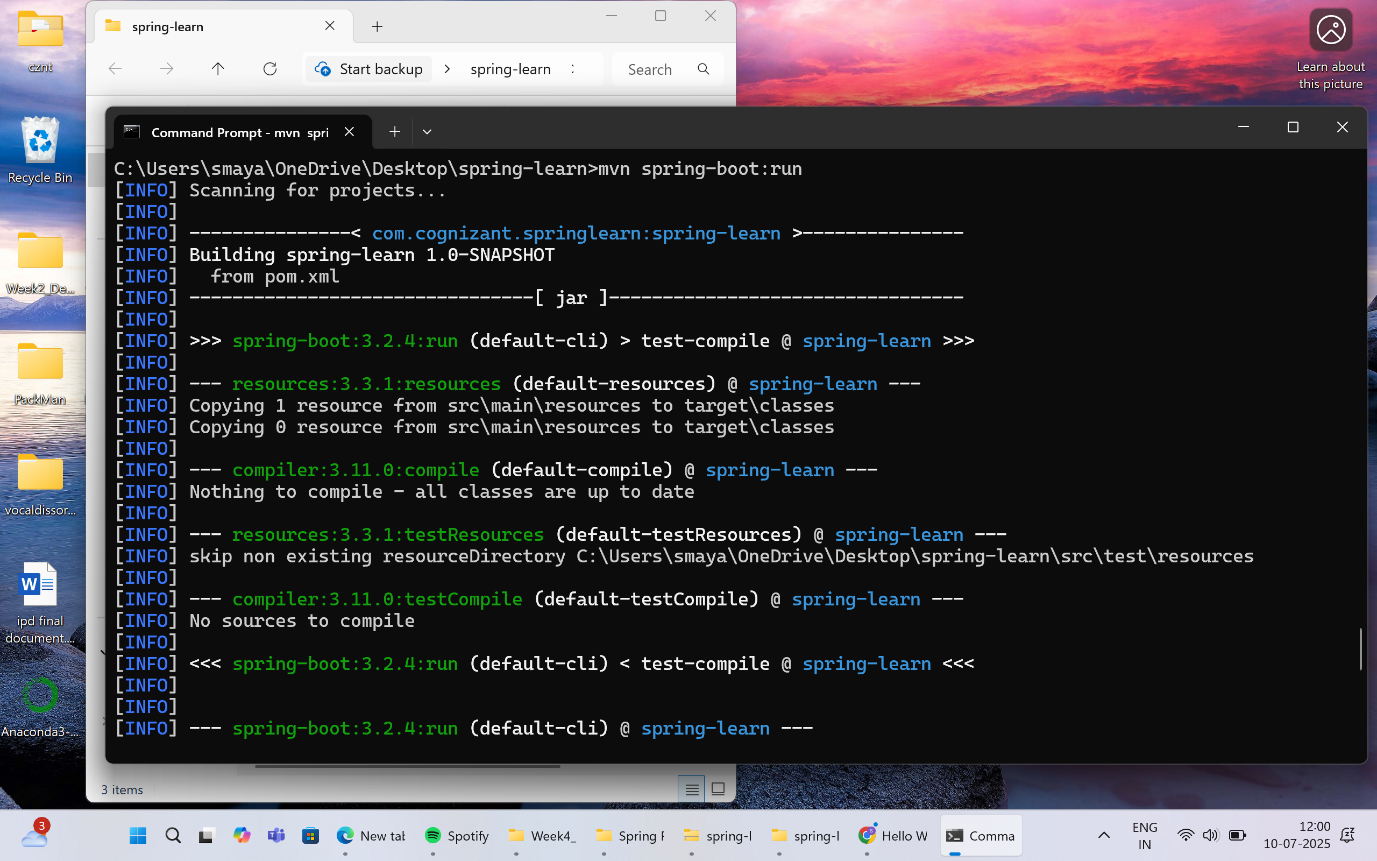 cznt
Recycle Bin
Week2_De...
PackMan
vocaldissor...
ipd final
document....
Anaconda3-...
Learn about
this picture
spring-learn
Start backup
spring-learn
Search
Command Prompt - mvn spri
C:\Users\smaya\OneDrive\Desktop\spring-learn>mvn spring-boot:run
[INFO] Scanning for projects...
[INFO]
[INFO] ---------------< com.cognizant.springlearn:spring-learn >---------------
[INFO] Building spring-learn 1.0-SNAPSHOT
[INFO]   from pom.xml
[INFO] --------------------------------[ jar ]---------------------------------
[INFO]
[INFO] >>> spring-boot:3.2.4:run (default-cli) > test-compile @ spring-learn >>>
[INFO]
[INFO] --- resources:3.3.1:resources (default-resources) @ spring-learn ---
[INFO] Copying 1 resource from src\main\resources to target\classes
[INFO] Copying 0 resource from src\main\resources to target\classes
[INFO]
[INFO] --- compiler:3.11.0:compile (default-compile) @ spring-learn ---
[INFO] Nothing to compile - all classes are up to date
[INFO]
[INFO] --- resources:3.3.1:testResources (default-testResources) @ spring-learn ---
[INFO] skip non existing resourceDirectory C:\Users\smaya\OneDrive\Desktop\spring-learn\src\test\resources
[INFO]
[INFO] --- compiler:3.11.0:testCompile (default-testCompile) @ spring-learn ---
[INFO] No sources to compile
[INFO]
[INFO] <<< spring-boot:3.2.4:run (default-cli) < test-compile @ spring-learn <<<
[INFO]
[INFO]
[INFO] --- spring-boot:3.2.4:run (default-cli) @ spring-learn ---
3 items
3
New tab
Spotify
Week4_
Spring F
spring-l
spring-l
Hello W
Comma
ENG
IN
12:00
10-07-2025